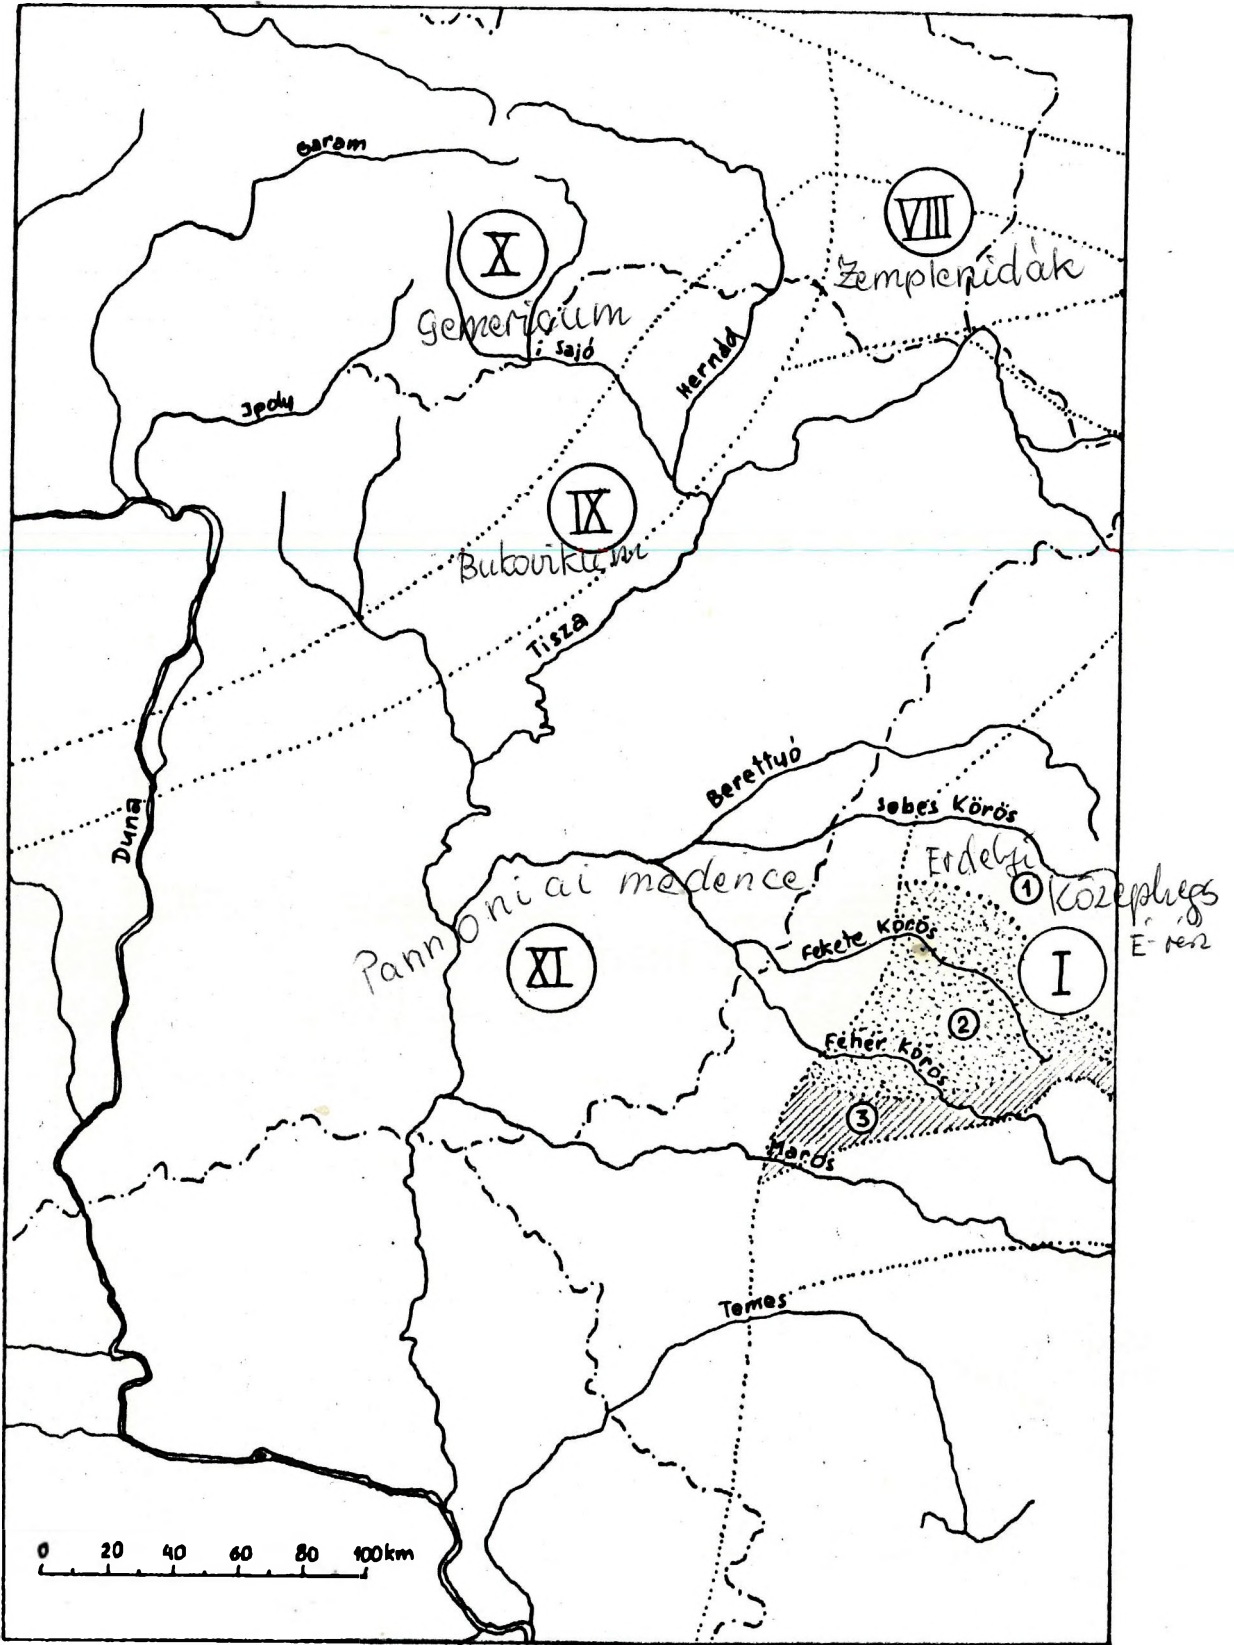 Garam
VIII
X
Zemplenidák
Gemericum
Sajó
Hernád
Ipoly
IX
Bukovikum
Tisza
Berettyó
Sebes Körös
Duna
Erdélyi
Pannoniai medence
1
Középhgs
É-rész
Fekete Körös
XI
I
2
Fehér Körös
3
Maros
Temes
0 20 40 60 80 100km